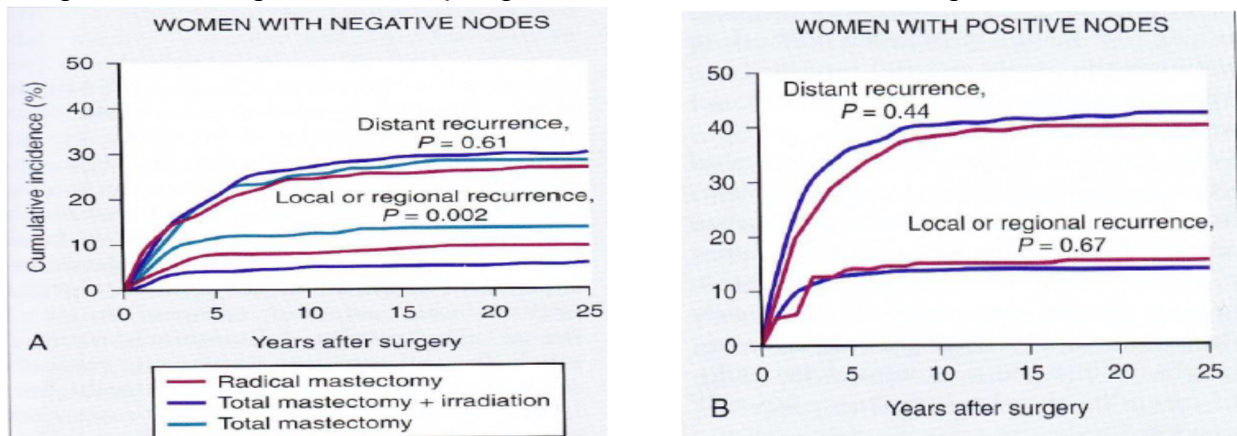 WOMEN WITH NEGATIVE NODES
50
40
30
20
10
0
Cumulative incidence (%)
Distant recurrence,
P = 0.61
Local or regional recurrence,
P = 0.002
0 5 10 15 20 25
A
Years after surgery
Radical mastectomy
Total mastectomy + irradiation
Total mastectomy
WOMEN WITH POSITIVE NODES
50
40
30
20
10
0
Distant recurrence,
P = 0.44
Local or regional recurrence,
P = 0.67
0 5 10 15 20 25
B
Years after surgery